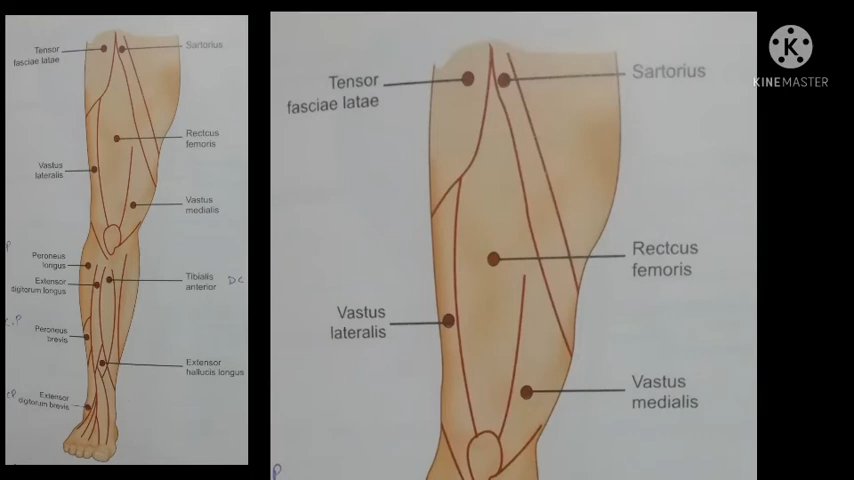 Tensor
fasciae latae
Sartorius
Rectcus
femoris
Vastus
lateralis
Vastus
medialis
P
Peroneus
longus
Extensor
digitorum longus
Tibialis
anterior
DC
Peroneus
brevis
Extensor
hallucis longus
Extensor
digitorum brevis
Tensor
fasciae latae
Sartorius
Rectcus
femoris
Vastus
lateralis
Vastus
medialis
P
K
KINEMASTER